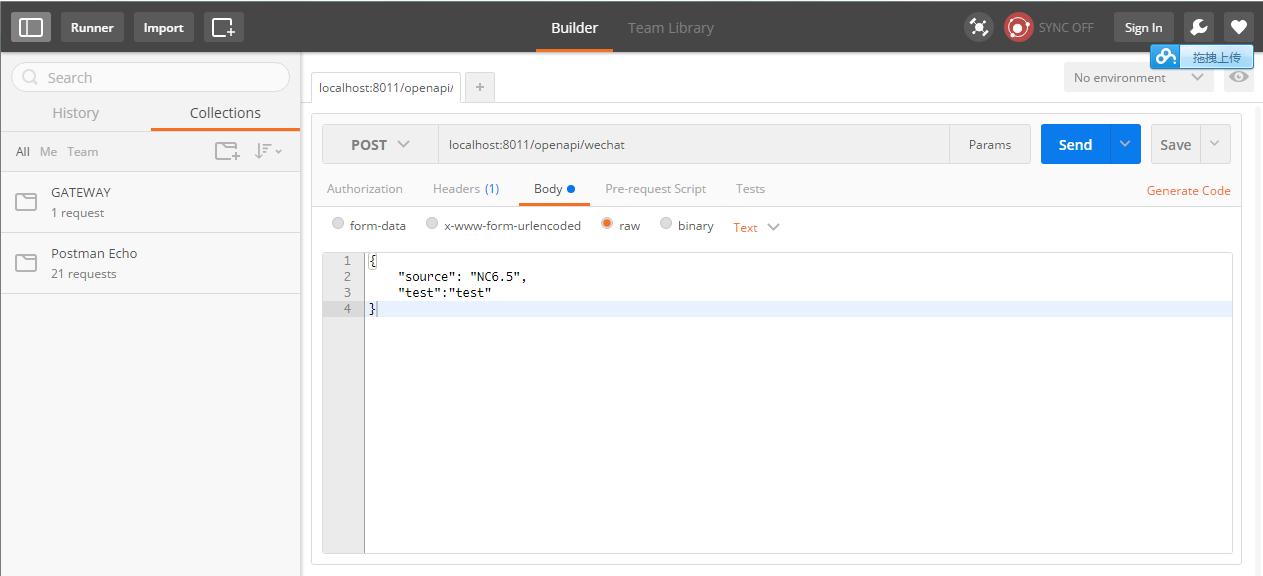 Runner Import Builder Team Library SYNC OFF Sign In
拖拽上传
Search
localhost:8011/openapi/ + No environment
History Collections
All Me Team
POST localhost:8011/openapi/wechat Params Send Save
GATEWAY
1 request
Authorization Headers (1) Body Pre-request Script Tests Generate Code
form-data x-www-form-urlencoded raw binary Text
Postman Echo
21 requests
1 {
2 "source": "NC6.5",
3 "test":"test"
4 }